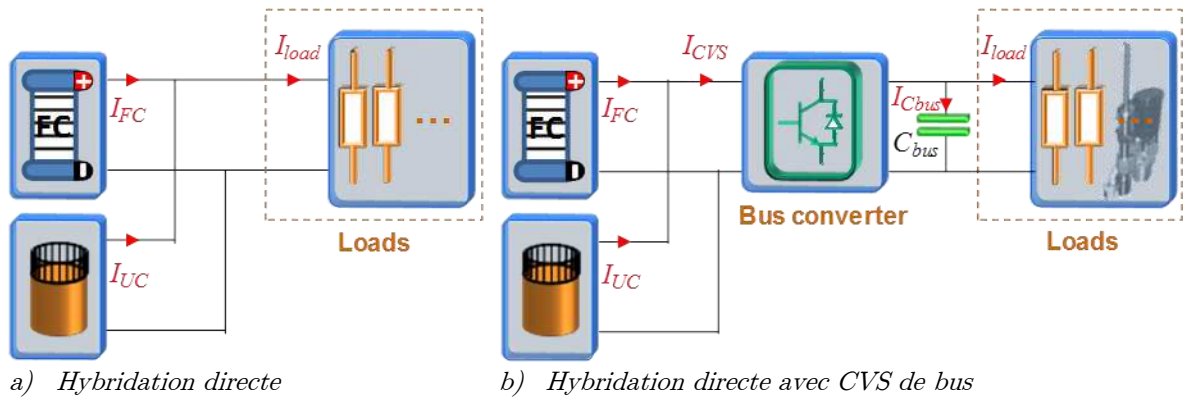 I_load
I_FC
FC
+
I_UC
Loads
a) Hybridation directe
I_CVS
I_FC
FC
+
I_UC
Bus converter
I_Cbus
C_bus
I_load
Loads
b) Hybridation directe avec CVS de bus